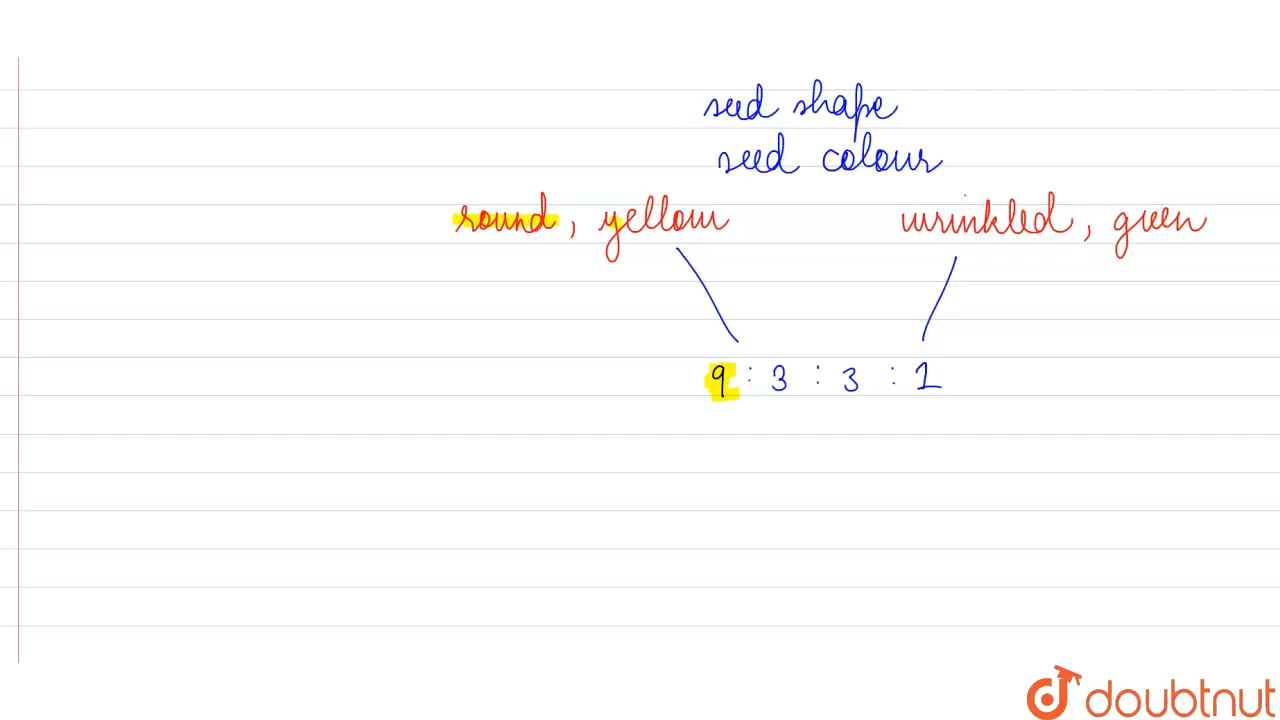 seed shape
seed colour
round, yellow wrinkled, green
9 : 3 : 3 : 1
doubtnut